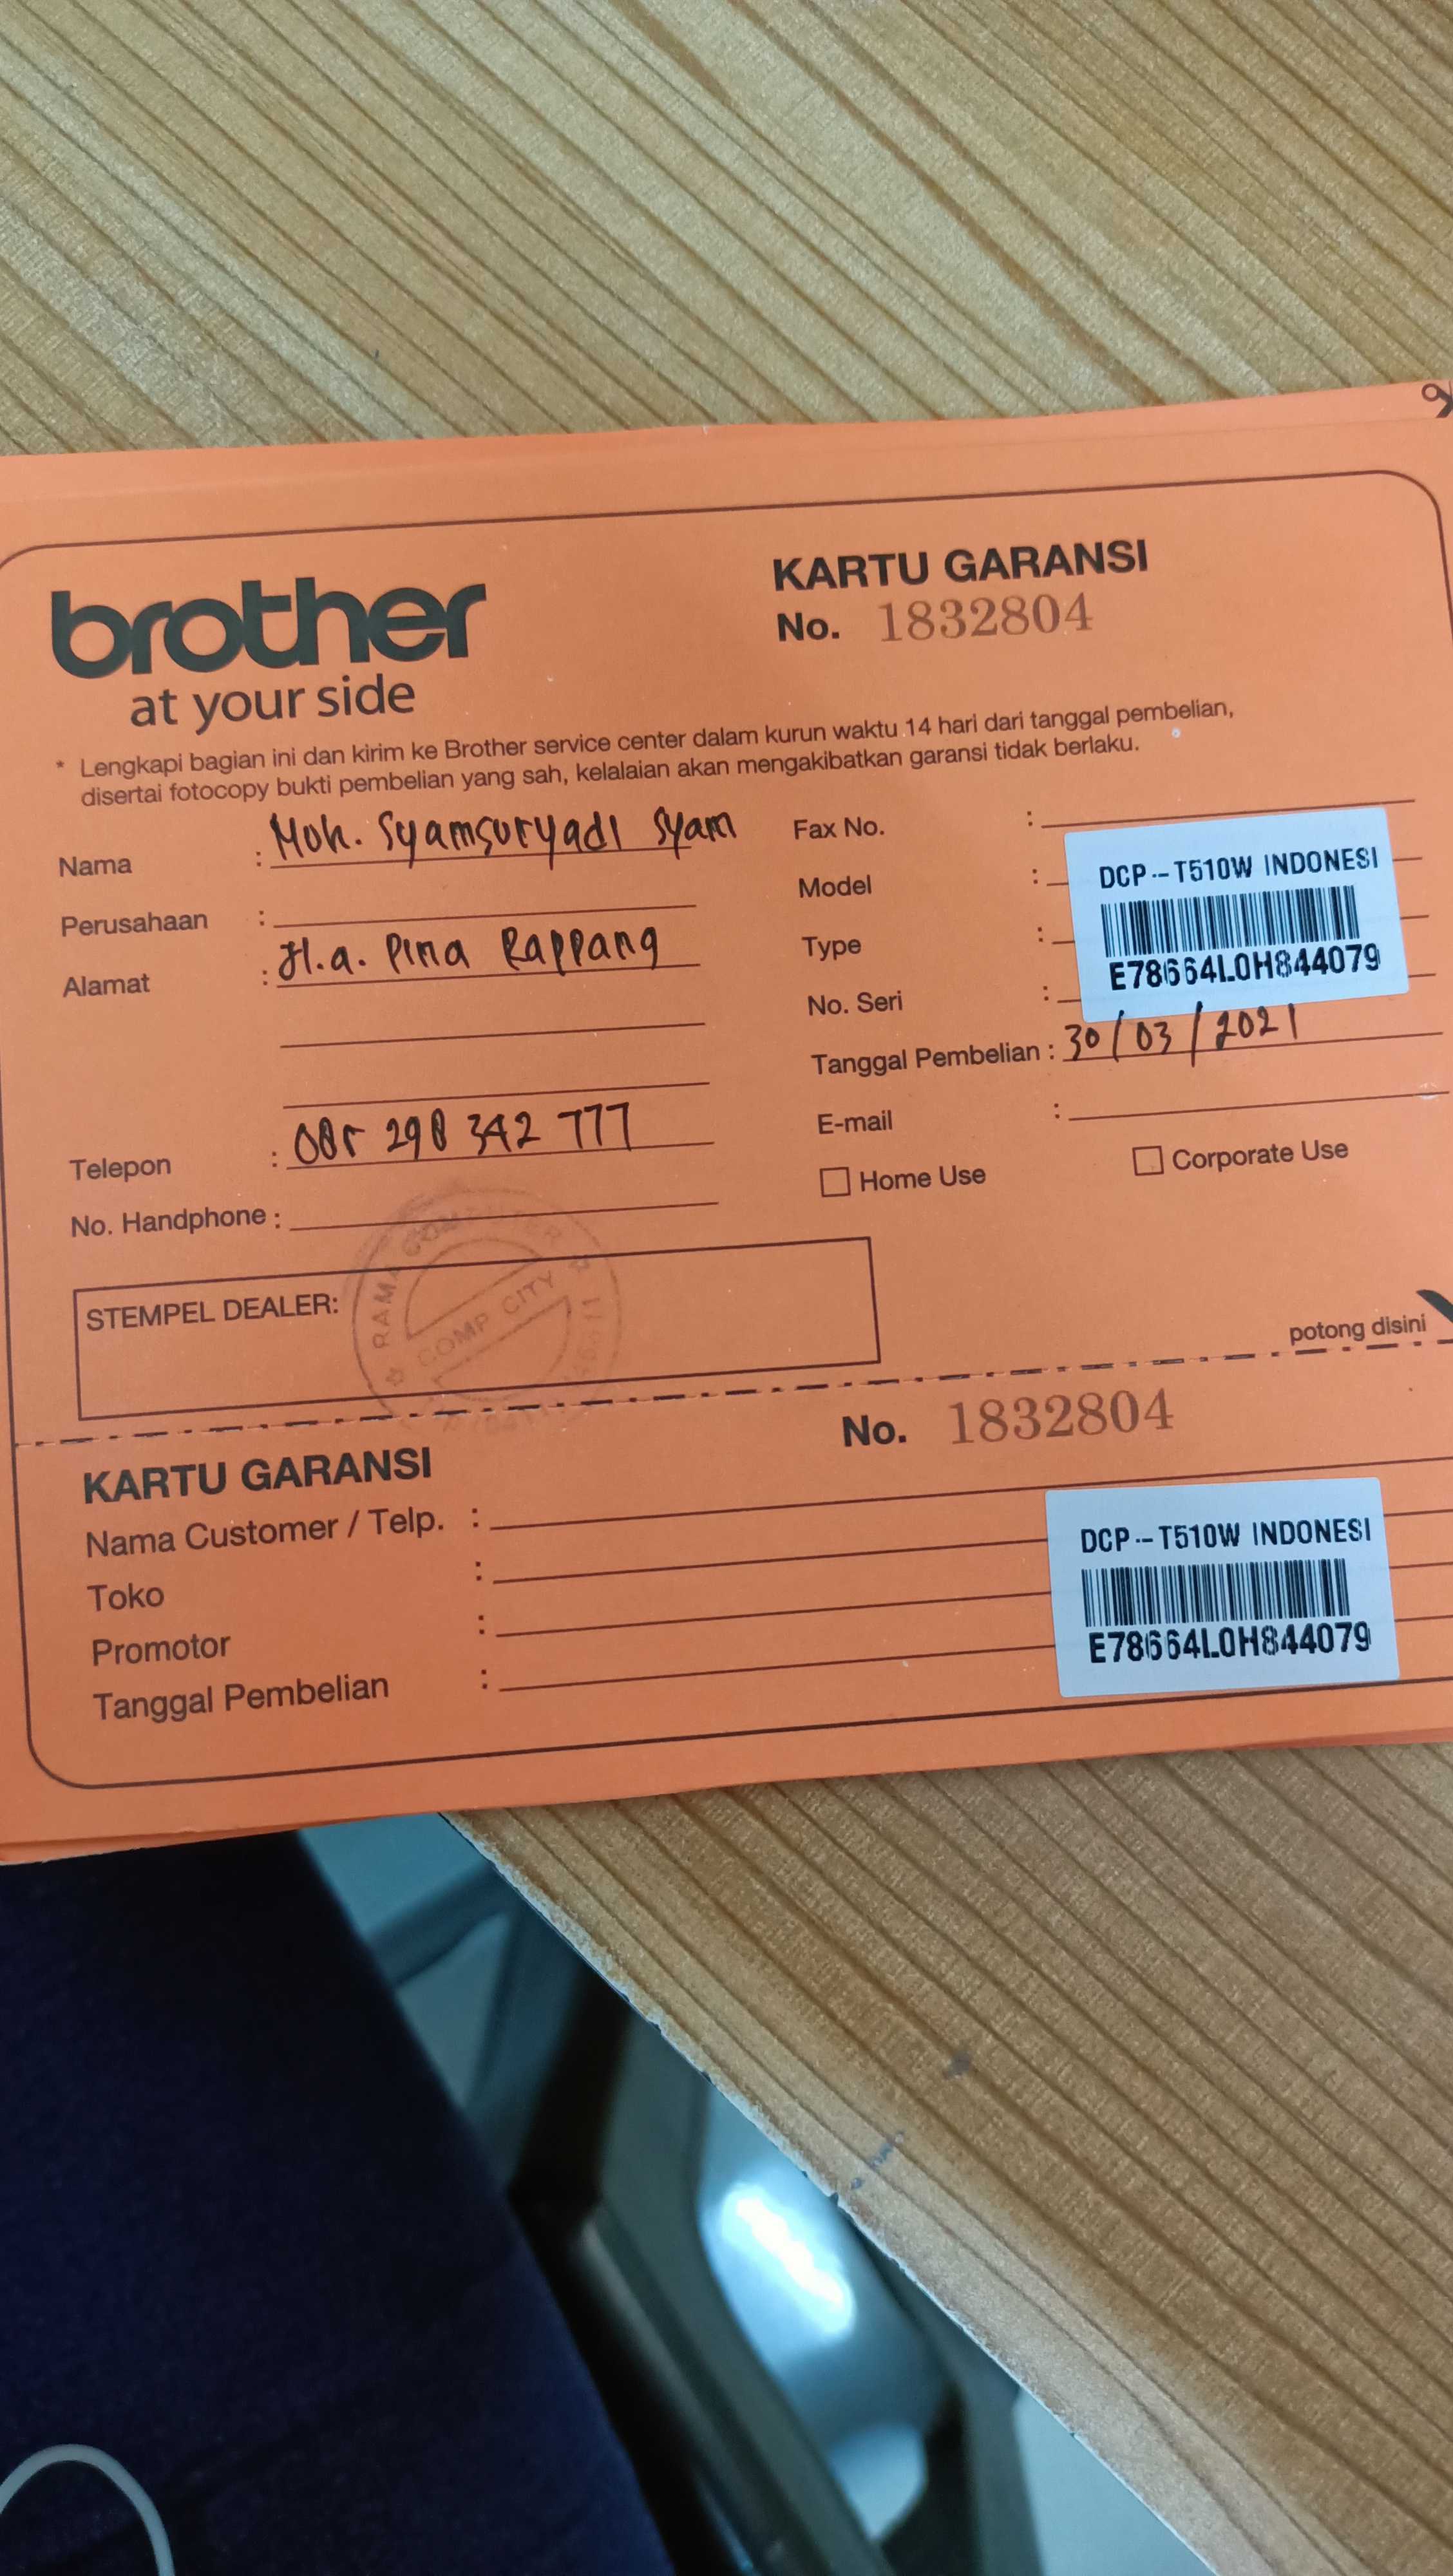 brother
at your side
KARTU GARANSI
No. 1832804
* Lengkapi bagian ini dan kirim ke Brother service center dalam kurun waktu 14 hari dari tanggal pembelian,
disertai fotocopy bukti pembelian yang sah, kelalaian akan mengakibatkan garansi tidak berlaku.
Nama : Moh. Syamsuryadi Syam
Perusahaan :
Alamat : Jl. a. Pina Rappang
Telepon : 085 298 342 777
No. Handphone :
Fax No. :
Model :
Type :
No. Seri :
DCP-T510W INDONESI
E78664L0H844079
Tanggal Pembelian : 30/03/2021
E-mail :
Home Use
Corporate Use
STEMPEL DEALER:
RAMA COMPUTER
COMP CITY
potong disini
No. 1832804
KARTU GARANSI
Nama Customer / Telp. :
Toko :
Promotor :
Tanggal Pembelian :
DCP-T510W INDONESI
E78664L0H844079